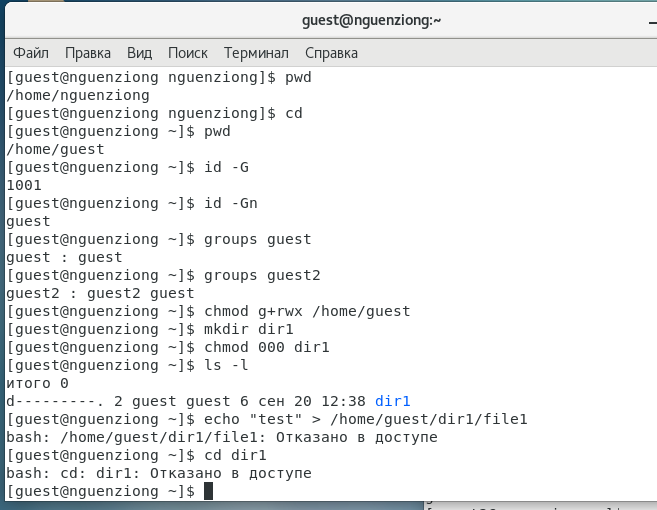 guest@nguenziong:~
Файл Правка Вид Поиск Терминал Справка
[guest@nguenziong nguenziong]$ pwd
/home/nguenziong
[guest@nguenziong nguenziong]$ cd
[guest@nguenziong ~]$ pwd
/home/guest
[guest@nguenziong ~]$ id -G
1001
[guest@nguenziong ~]$ id -Gn
guest
[guest@nguenziong ~]$ groups guest
guest : guest
[guest@nguenziong ~]$ groups guest2
guest2 : guest2 guest
[guest@nguenziong ~]$ chmod g+rwx /home/guest
[guest@nguenziong ~]$ mkdir dir1
[guest@nguenziong ~]$ chmod 000 dir1
[guest@nguenziong ~]$ ls -l
итого 0
d---------. 2 guest guest 6 сен 20 12:38 dir1
[guest@nguenziong ~]$ echo "test" > /home/guest/dir1/file1
bash: /home/guest/dir1/file1: Отказано в доступе
[guest@nguenziong ~]$ cd dir1
bash: cd: dir1: Отказано в доступе
[guest@nguenziong ~]$